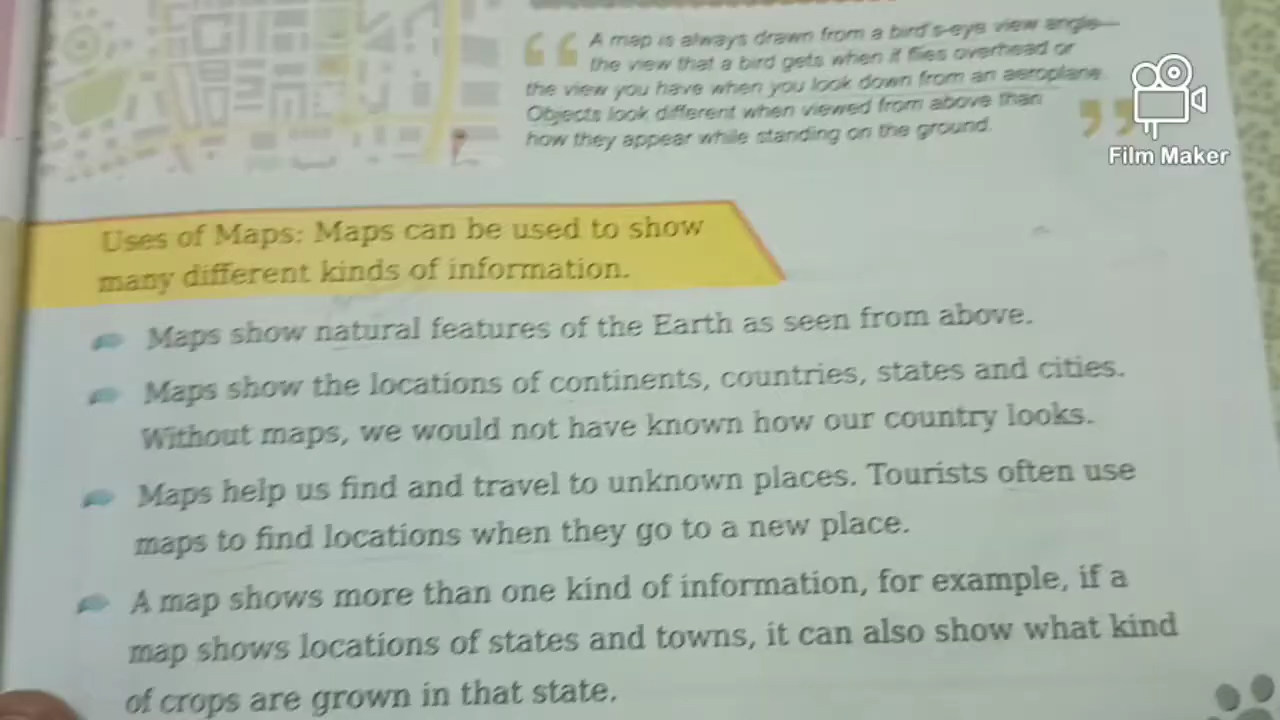 A map is always drawn from a bird's-eye view angle—
the view that a bird gets when it flies overhead or
the view you have when you look down from an aeroplane.
Objects look different when viewed from above than
how they appear while standing on the ground.
Film Maker
Uses of Maps: Maps can be used to show
many different kinds of information.
Maps show natural features of the Earth as seen from above.
Maps show the locations of continents, countries, states and cities.
Without maps, we would not have known how our country looks.
Maps help us find and travel to unknown places. Tourists often use
maps to find locations when they go to a new place.
A map shows more than one kind of information, for example, if a
map shows locations of states and towns, it can also show what kind
of crops are grown in that state.